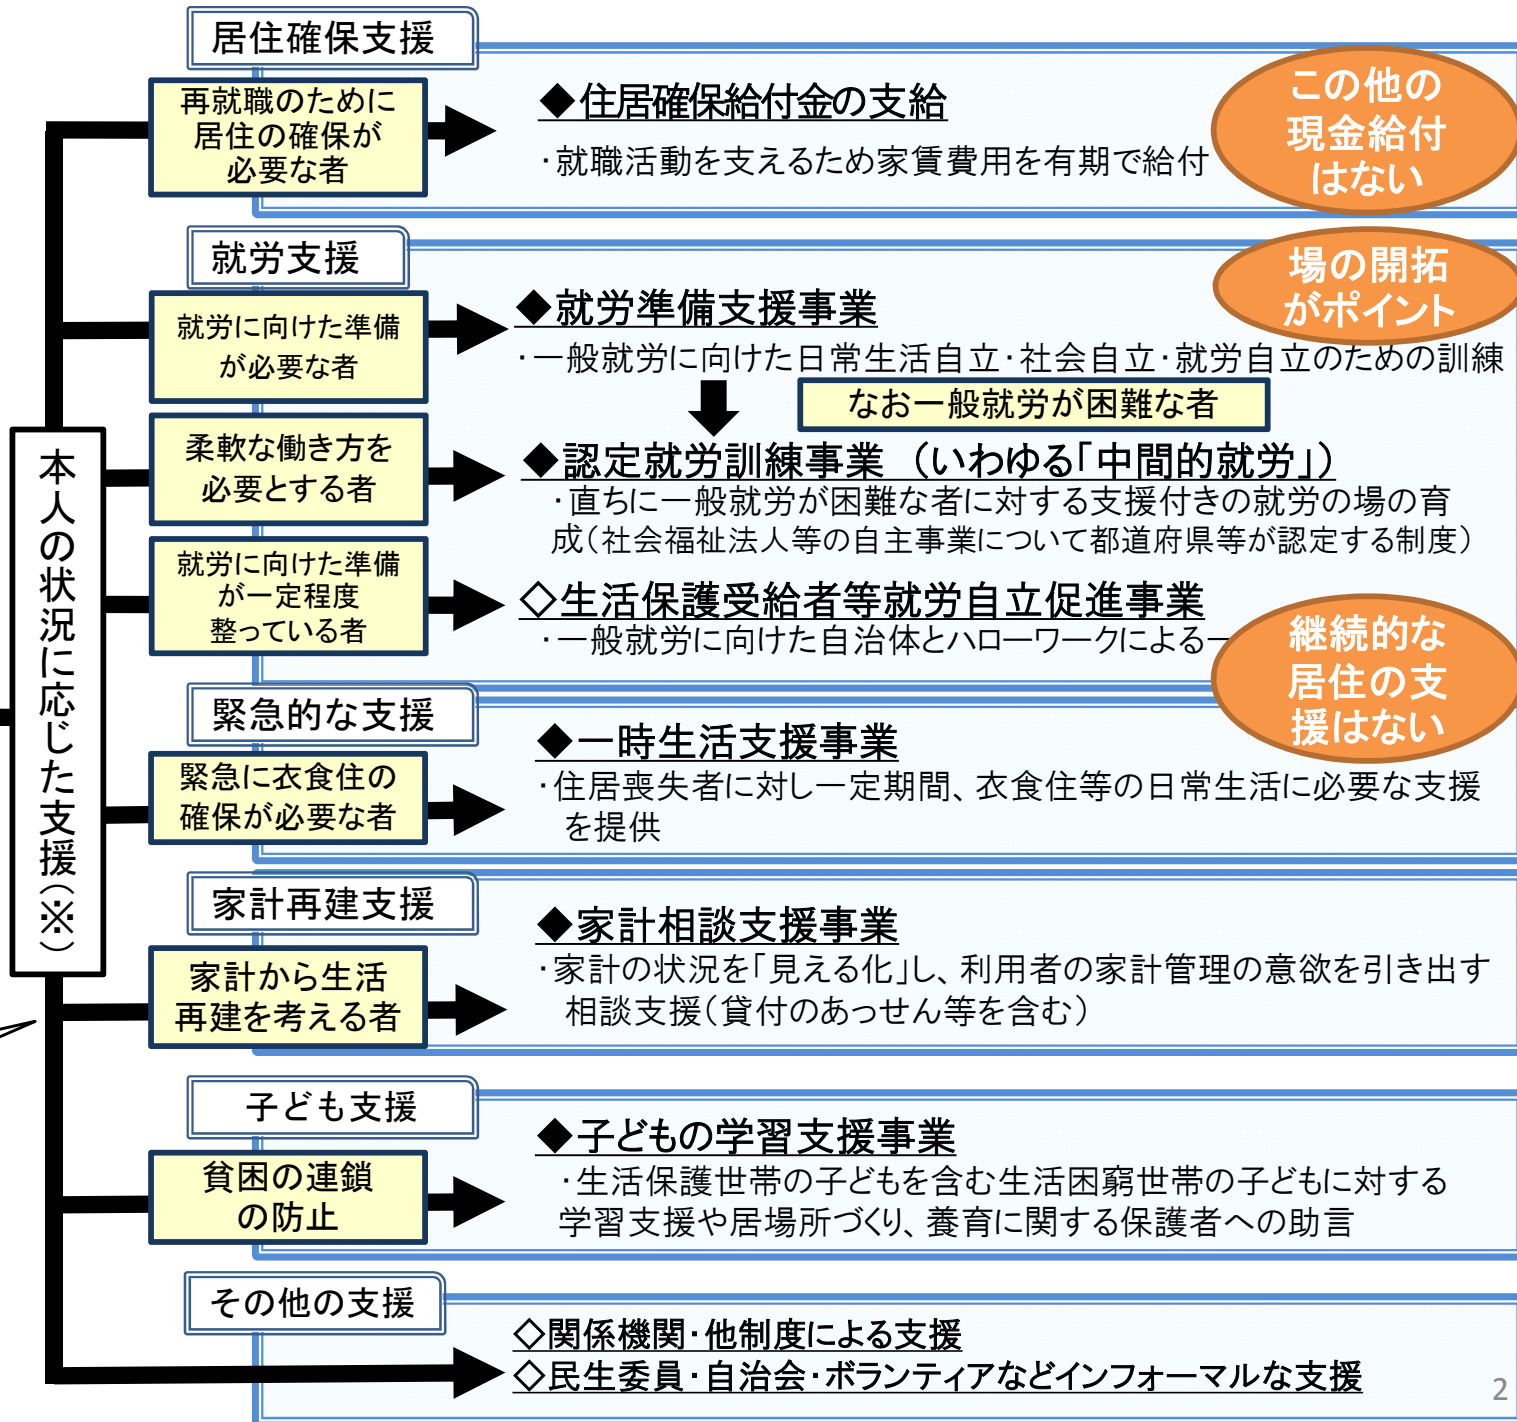 居住確保支援
再就職のために
居住の確保が
必要な者
◆住居確保給付金の支給
・就職活動を支えるため家賃費用を有期で給付
この他の
現金給付
はない
就労支援
場の開拓
がポイント
就労に向けた準備
が必要な者
◆就労準備支援事業
・一般就労に向けた日常生活自立・社会自立・就労自立のための訓練
なお一般就労が困難な者
柔軟な働き方を
必要とする者
◆認定就労訓練事業 (いわゆる「中間的就労」)
・直ちに一般就労が困難な者に対する支援付きの就労の場の育
成(社会福祉法人等の自主事業について都道府県等が認定する制度)
就労に向けた準備
が一定程度
整っている者
◇生活保護受給者等就労自立促進事業
・一般就労に向けた自治体とハローワークによる一
継続的な
居住の支
援はない
本人の状況に応じた支援(※)
緊急的な支援
緊急に衣食住の
確保が必要な者
◆一時生活支援事業
・住居喪失者に対し一定期間、衣食住等の日常生活に必要な支援
を提供
家計再建支援
家計から生活
再建を考える者
◆家計相談支援事業
・家計の状況を「見える化」し、利用者の家計管理の意欲を引き出す
相談支援(貸付のあっせん等を含む)
子ども支援
貧困の連鎖
の防止
◆子どもの学習支援事業
・生活保護世帯の子どもを含む生活困窮世帯の子どもに対する
学習支援や居場所づくり、養育に関する保護者への助言
その他の支援
◇関係機関・他制度による支援
◇民生委員・自治会・ボランティアなどインフォーマルな支援
2